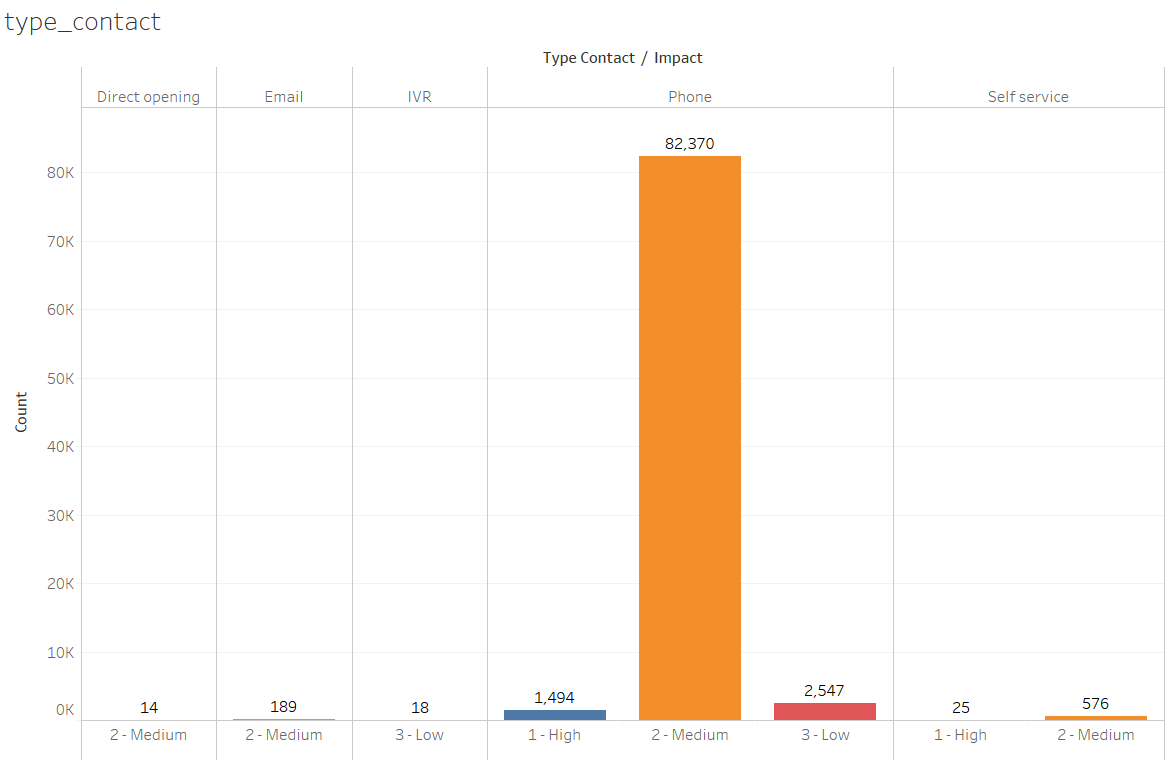 type_contact
Type Contact / Impact
Direct opening Email IVR Phone Self service
82,370
80K
70K
60K
50K
40K
30K
20K
10K
0K
Count
14 189 18 1,494 2,547 25 576
2 - Medium 2 - Medium 3 - Low 1 - High 2 - Medium 3 - Low 1 - High 2 - Medium